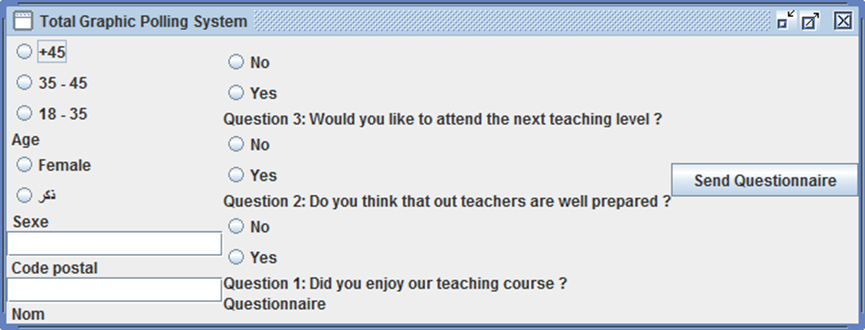 Total Graphic Polling System
+45
35 - 45
18 - 35
Age
Female
ذكر
Sexe
Code postal
Nom
No
Yes
Question 3: Would you like to attend the next teaching level ?
No
Yes
Question 2: Do you think that out teachers are well prepared ?
No
Yes
Question 1: Did you enjoy our teaching course ?
Questionnaire
Send Questionnaire